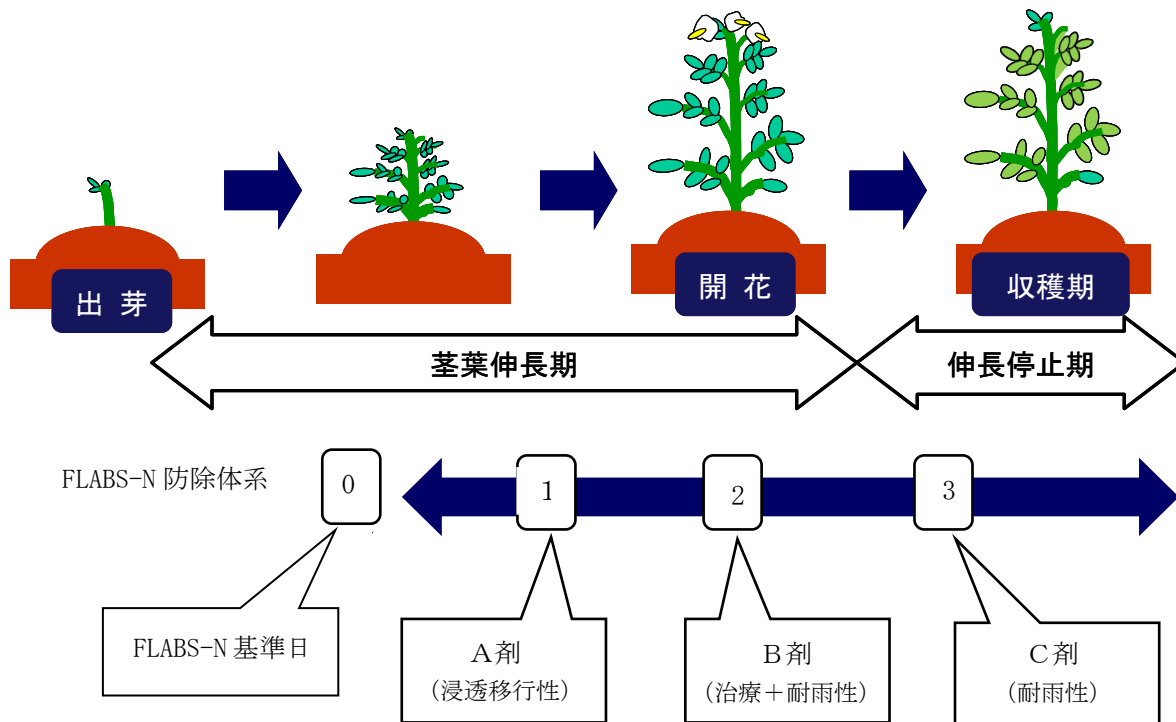 出 芽
開 花
収穫期
茎葉伸長期
伸長停止期
FLABS-N 防除体系
0
1
2
3
FLABS-N 基準日
A剤
(浸透移行性)
B剤
(治療+耐雨性)
C剤
(耐雨性)